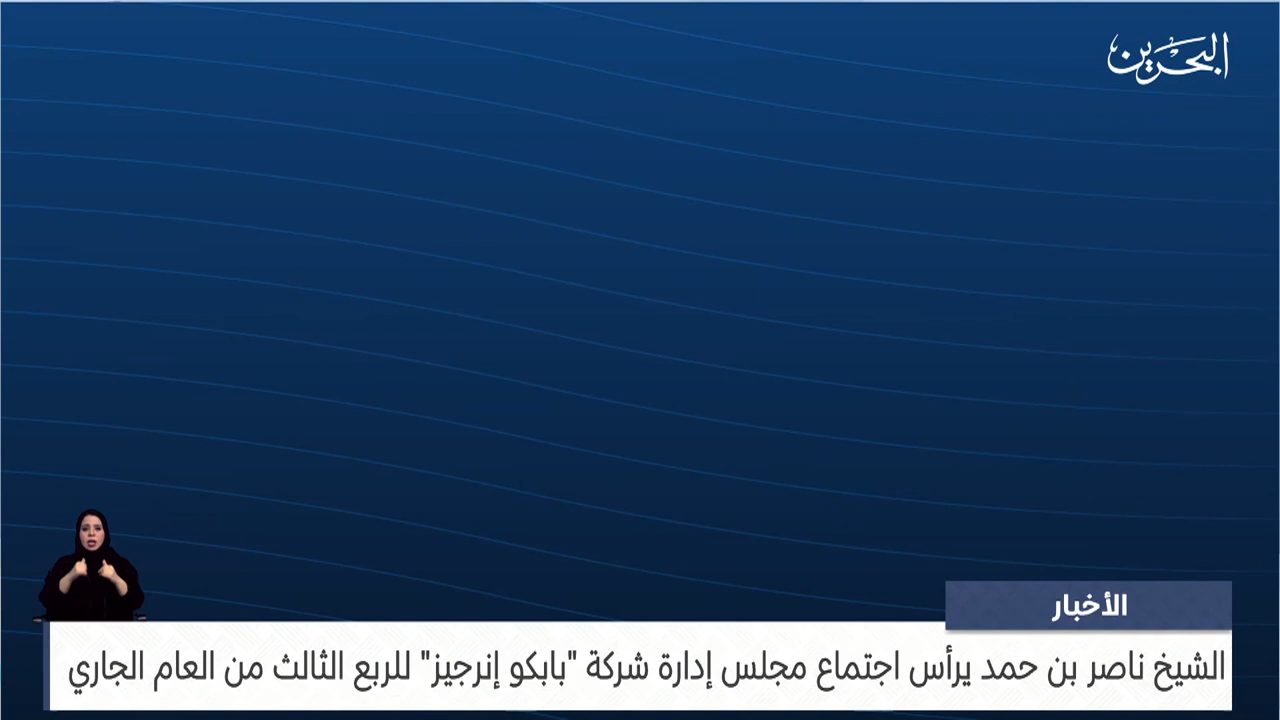 البحرين
الأخبار
الشيخ ناصر بن حمد يرأس اجتماع مجلس إدارة شركة "بابكو إنرجيز" للربع الثالث من العام الجاري